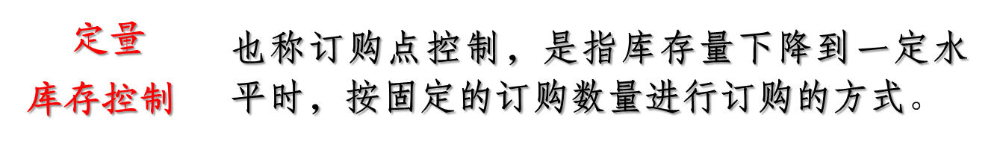 定量
库存控制
也称订购点控制，是指库存量下降到一定水
平时，按固定的订购数量进行订购的方式。